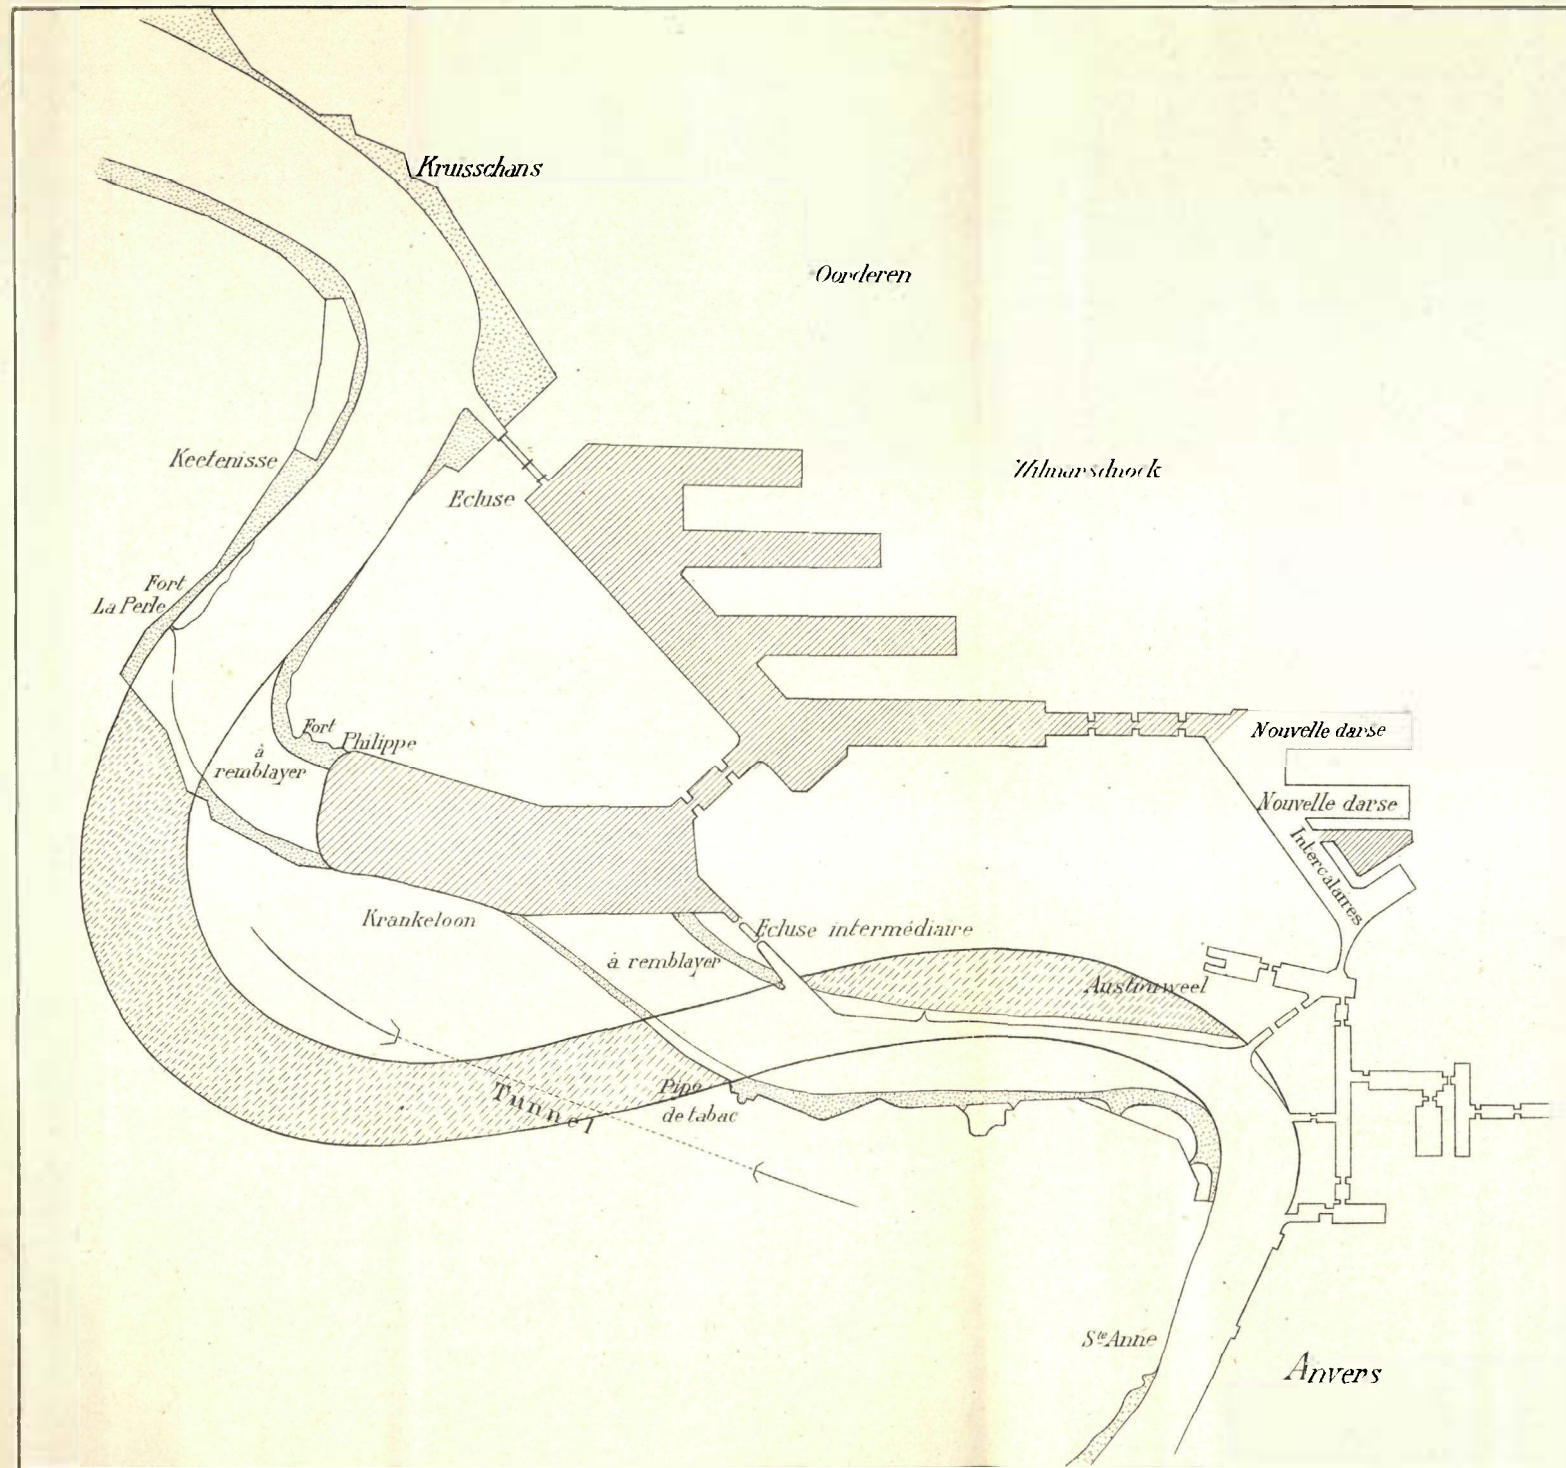 Kruisschans
Oorderen
Keetenisse
Ecluse
Wilmarsdnock
Fort
La Perle
Fort
Philippe
à
remblayer
Nouvelle darse
Nouvelle darse
Intercalaires
Krankeloon
Ecluse intermédiaire
à remblayer
Austruweel
Pipe
de tabac
Tunnel
Ste Anne
Anvers